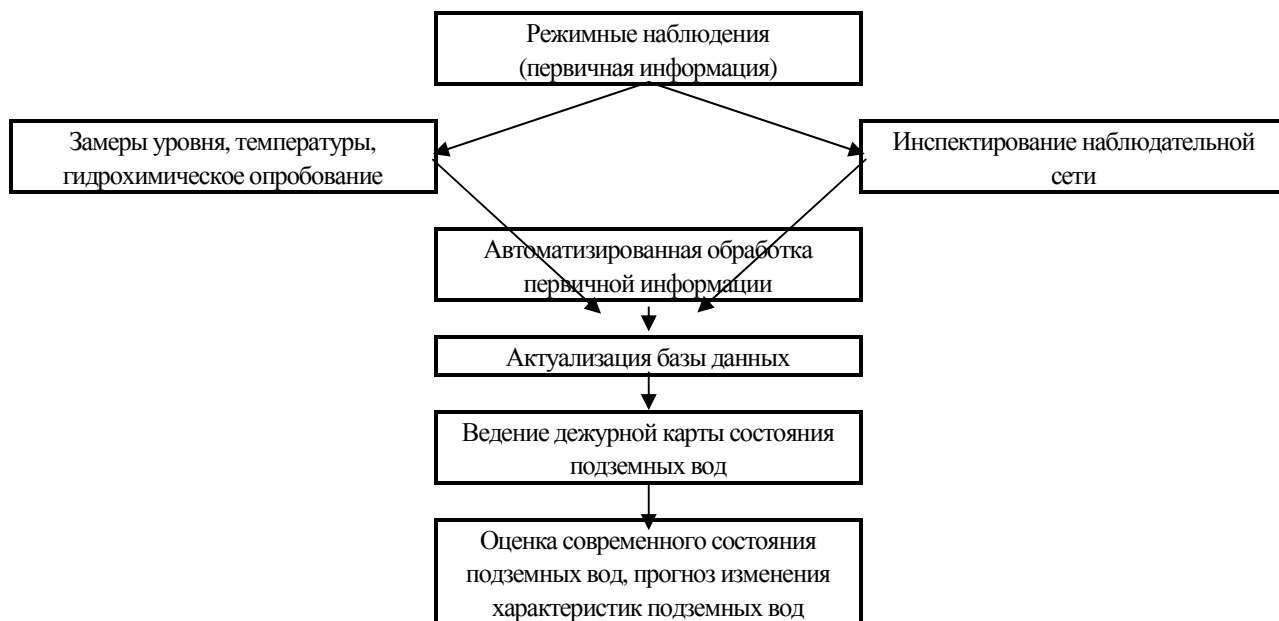 Режимные наблюдения
(первичная информация)
Замеры уровня, температуры,
гидрохимическое опробование
Инспектирование наблюдательной
сети
Автоматизированная обработка
первичной информации
Актуализация базы данных
Ведение дежурной карты состояния
подземных вод
Оценка современного состояния
подземных вод, прогноз изменения
характеристик подземных вод